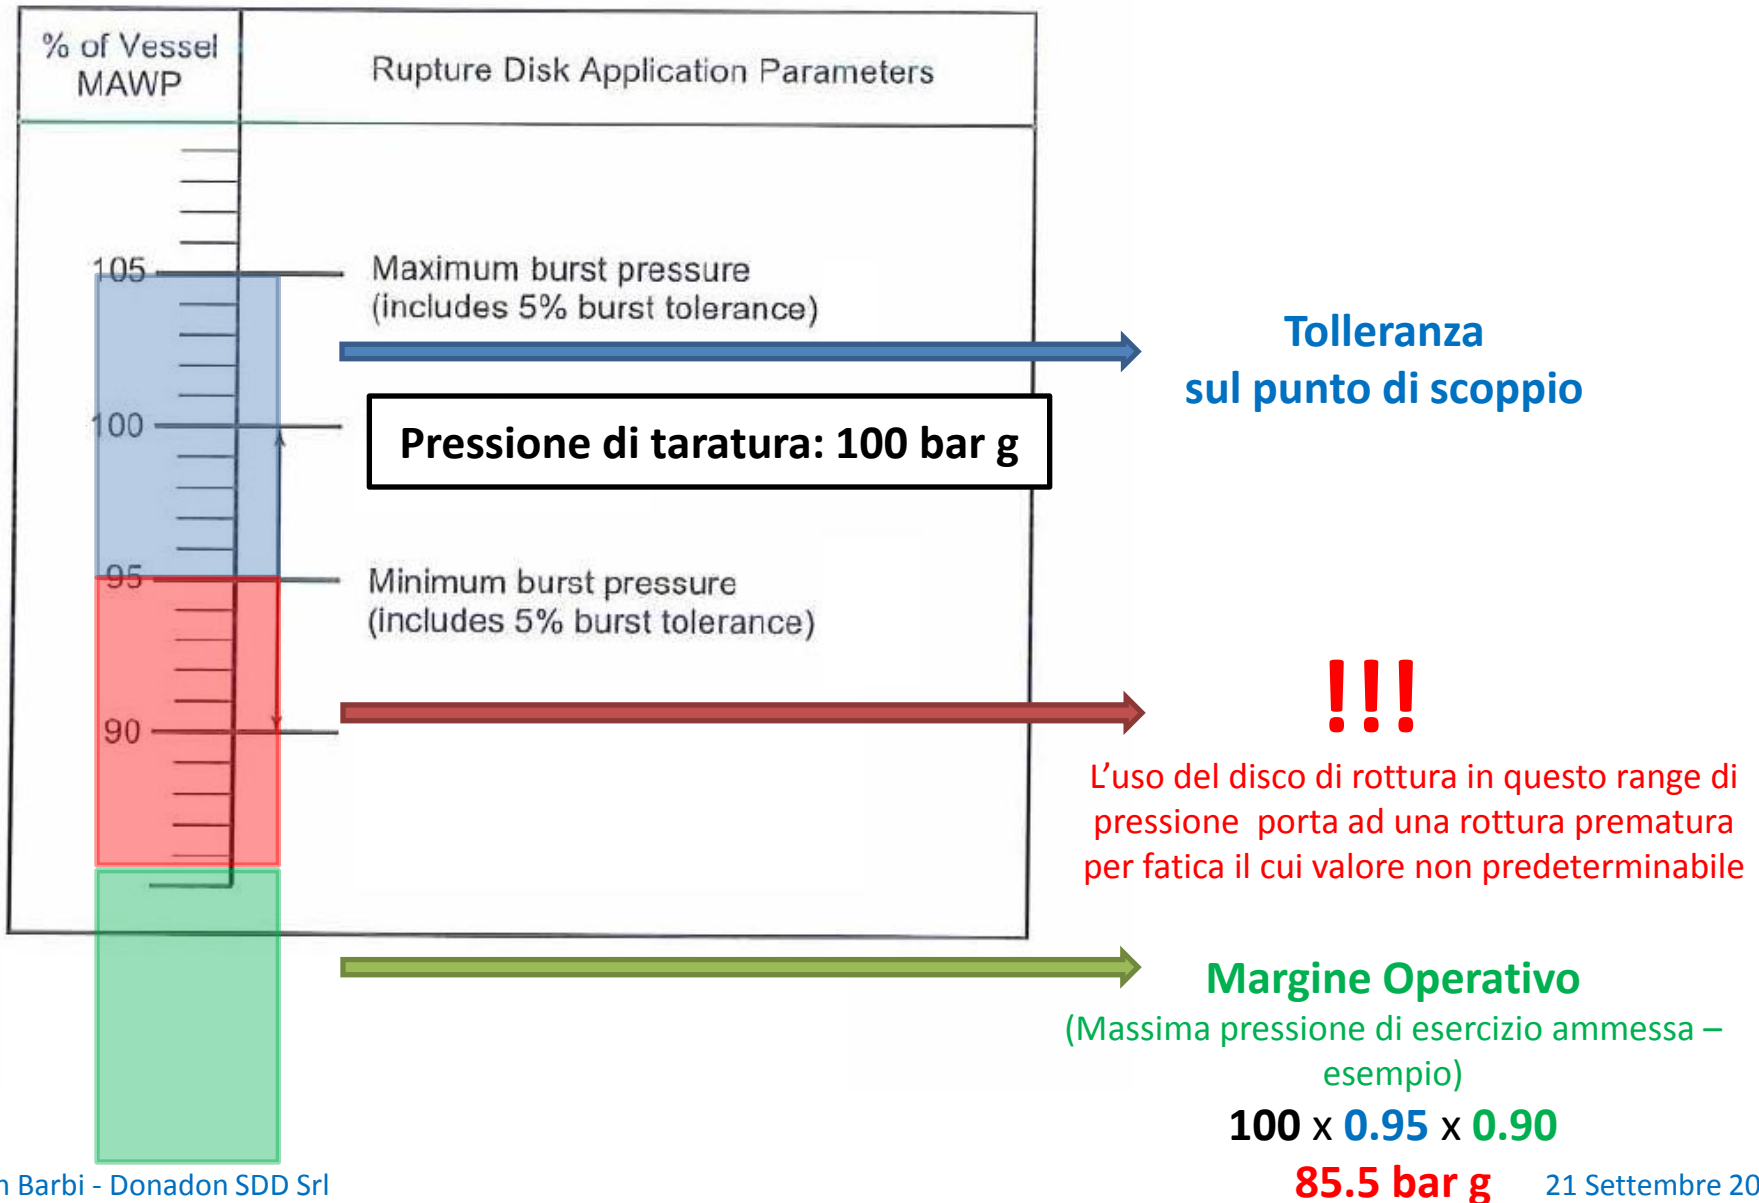 % of Vessel
MAWP
Rupture Disk Application Parameters
105
Maximum burst pressure
(includes 5% burst tolerance)
Tolleranza
sul punto di scoppio
100
Pressione di taratura: 100 bar g
95
Minimum burst pressure
(includes 5% burst tolerance)
90
!!!
L'uso del disco di rottura in questo range di
pressione porta ad una rottura prematura
per fatica il cui valore non predeterminabile
Margine Operativo
(Massima pressione di esercizio ammessa –
esempio)
100 x 0.95 x 0.90
85.5 bar g
Barbi - Donadon SDD Srl
21 Settembre 20